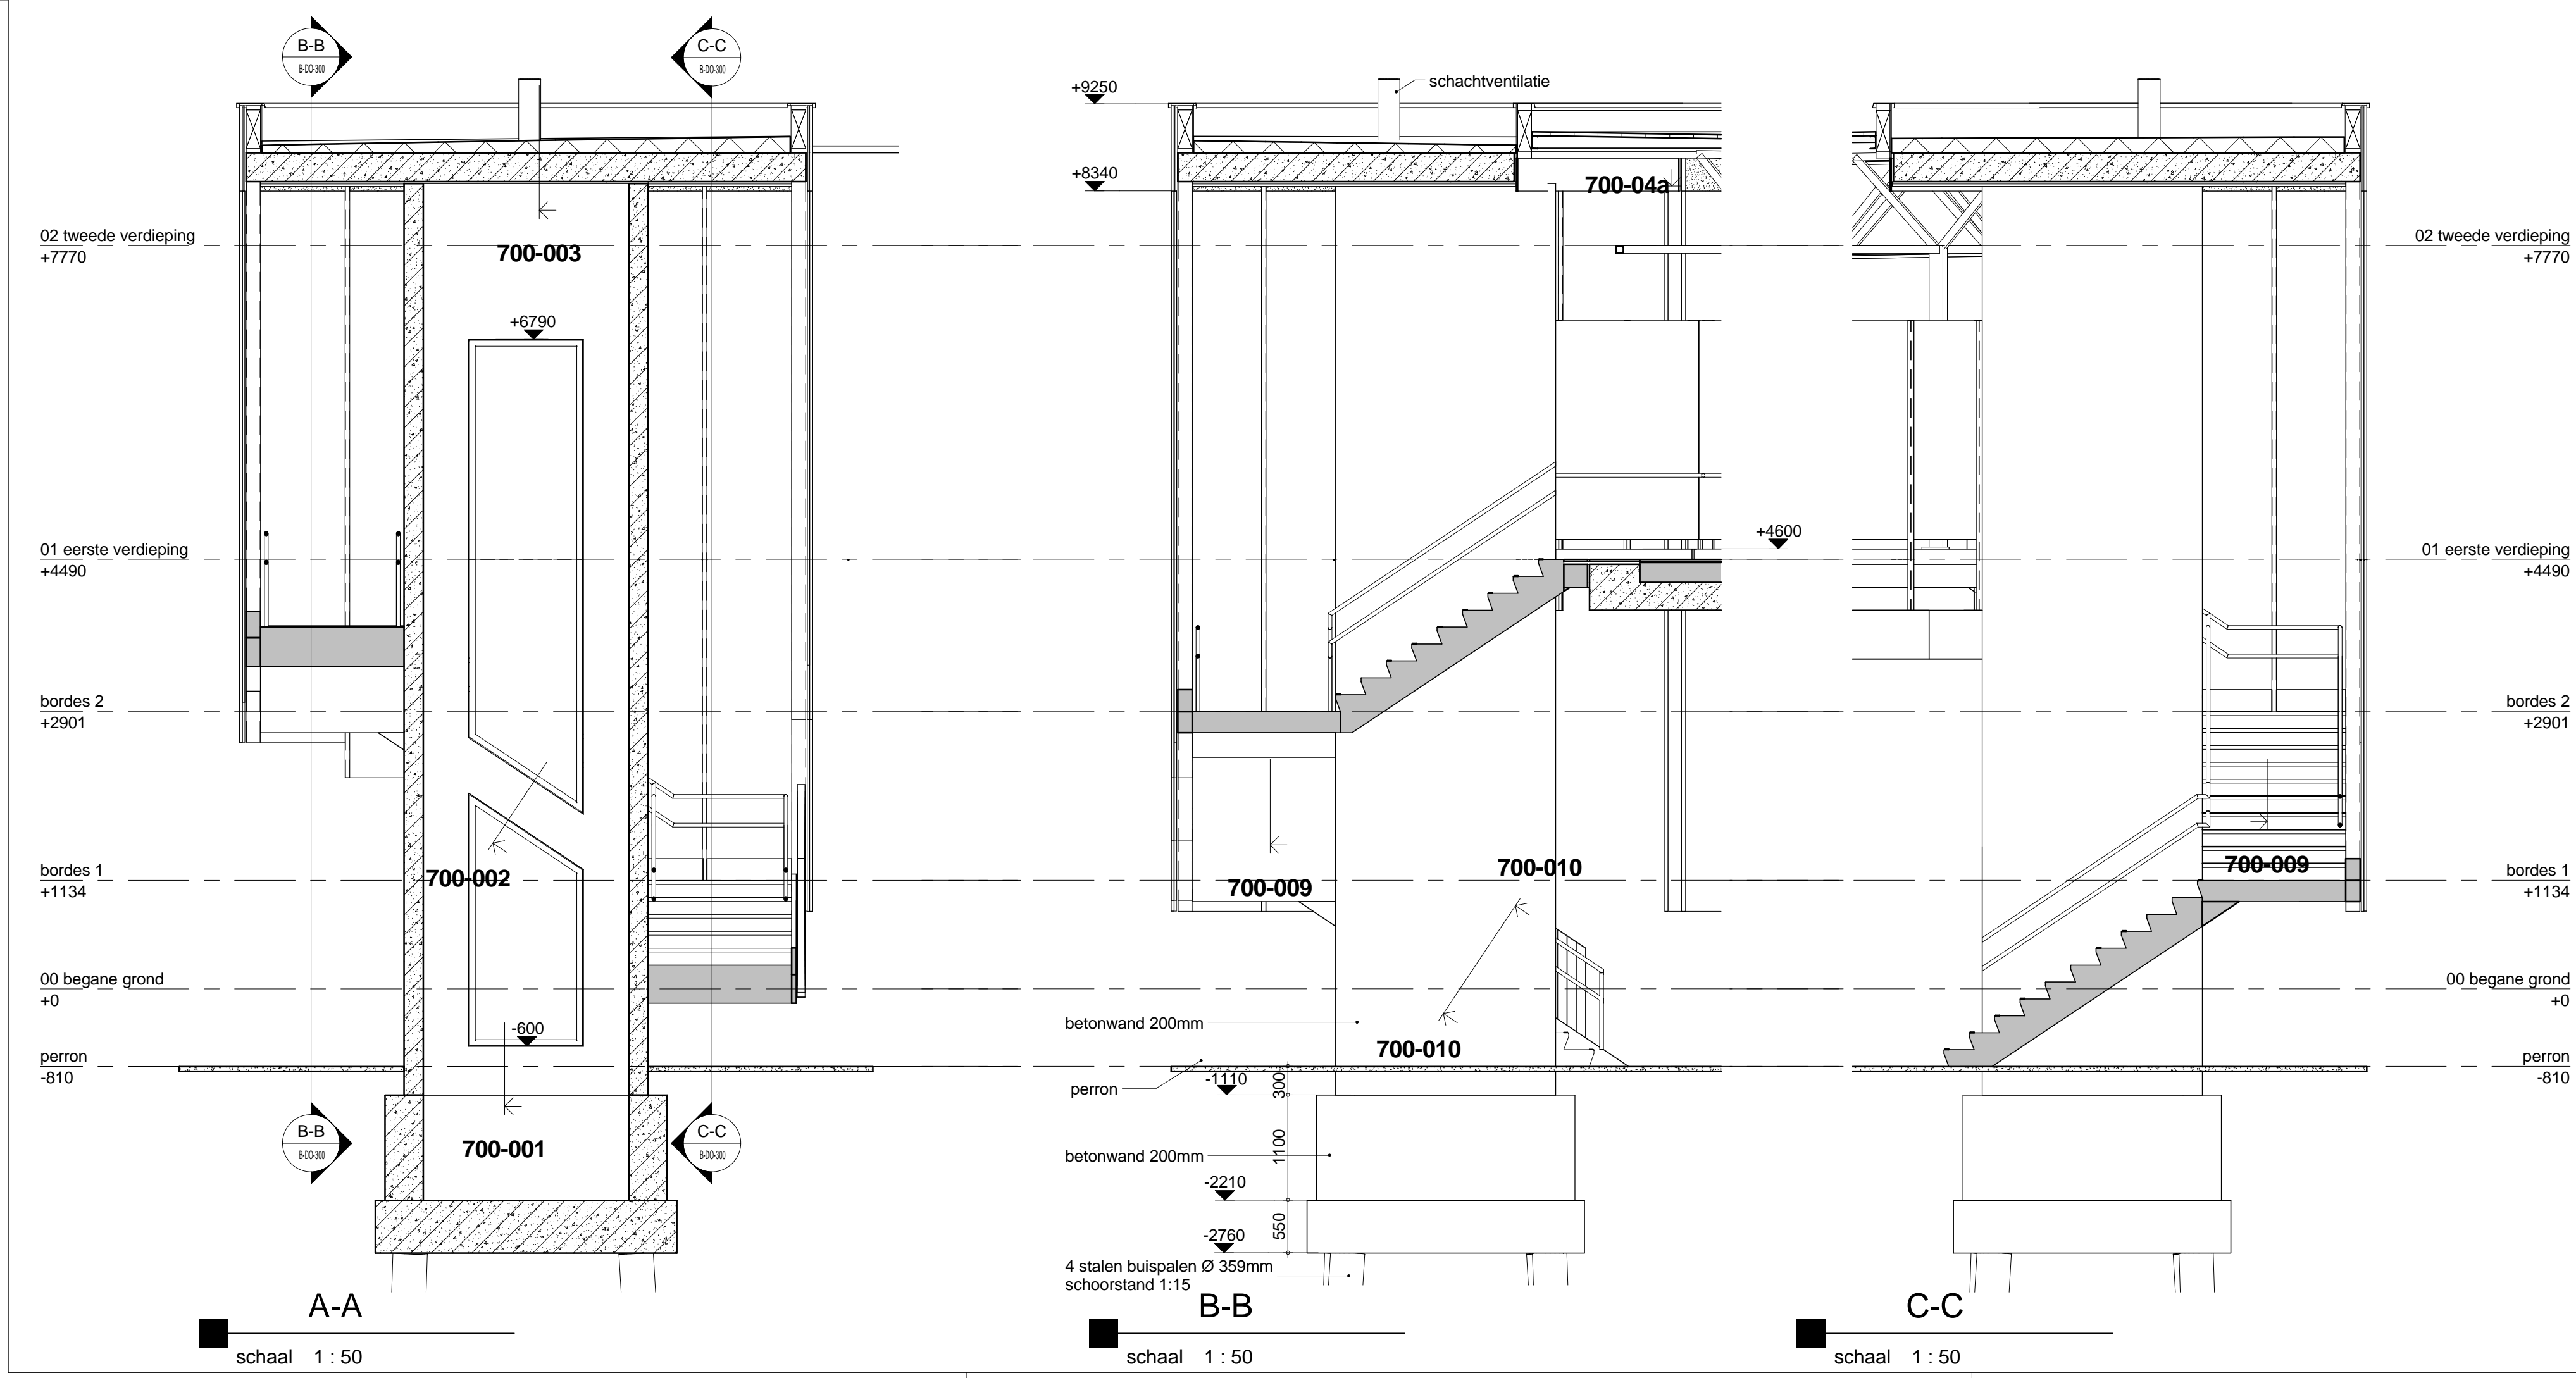 B-B
B-DO-300
C-C
B-DO-300
02 tweede verdieping
+7770
700-003
+6790
01 eerste verdieping
+4490
bordes 2
+2901
bordes 1
+1134
700-002
00 begane grond
+0
-600
perron
-810
B-B
B-DO-300
C-C
B-DO-300
700-001
A-A
schaal 1 : 50
+9250
schachtventilatie
+8340
700-04a
+4600
700-009
700-010
betonwand 200mm
700-010
perron
-1110
300
betonwand 200mm
1100
-2210
550
-2760
4 stalen buispalen Ø 359mm
schoorstand 1:15
B-B
schaal 1 : 50
02 tweede verdieping
+7770
01 eerste verdieping
+4490
bordes 2
+2901
700-009
bordes 1
+1134
00 begane grond
+0
perron
-810
C-C
schaal 1 : 50